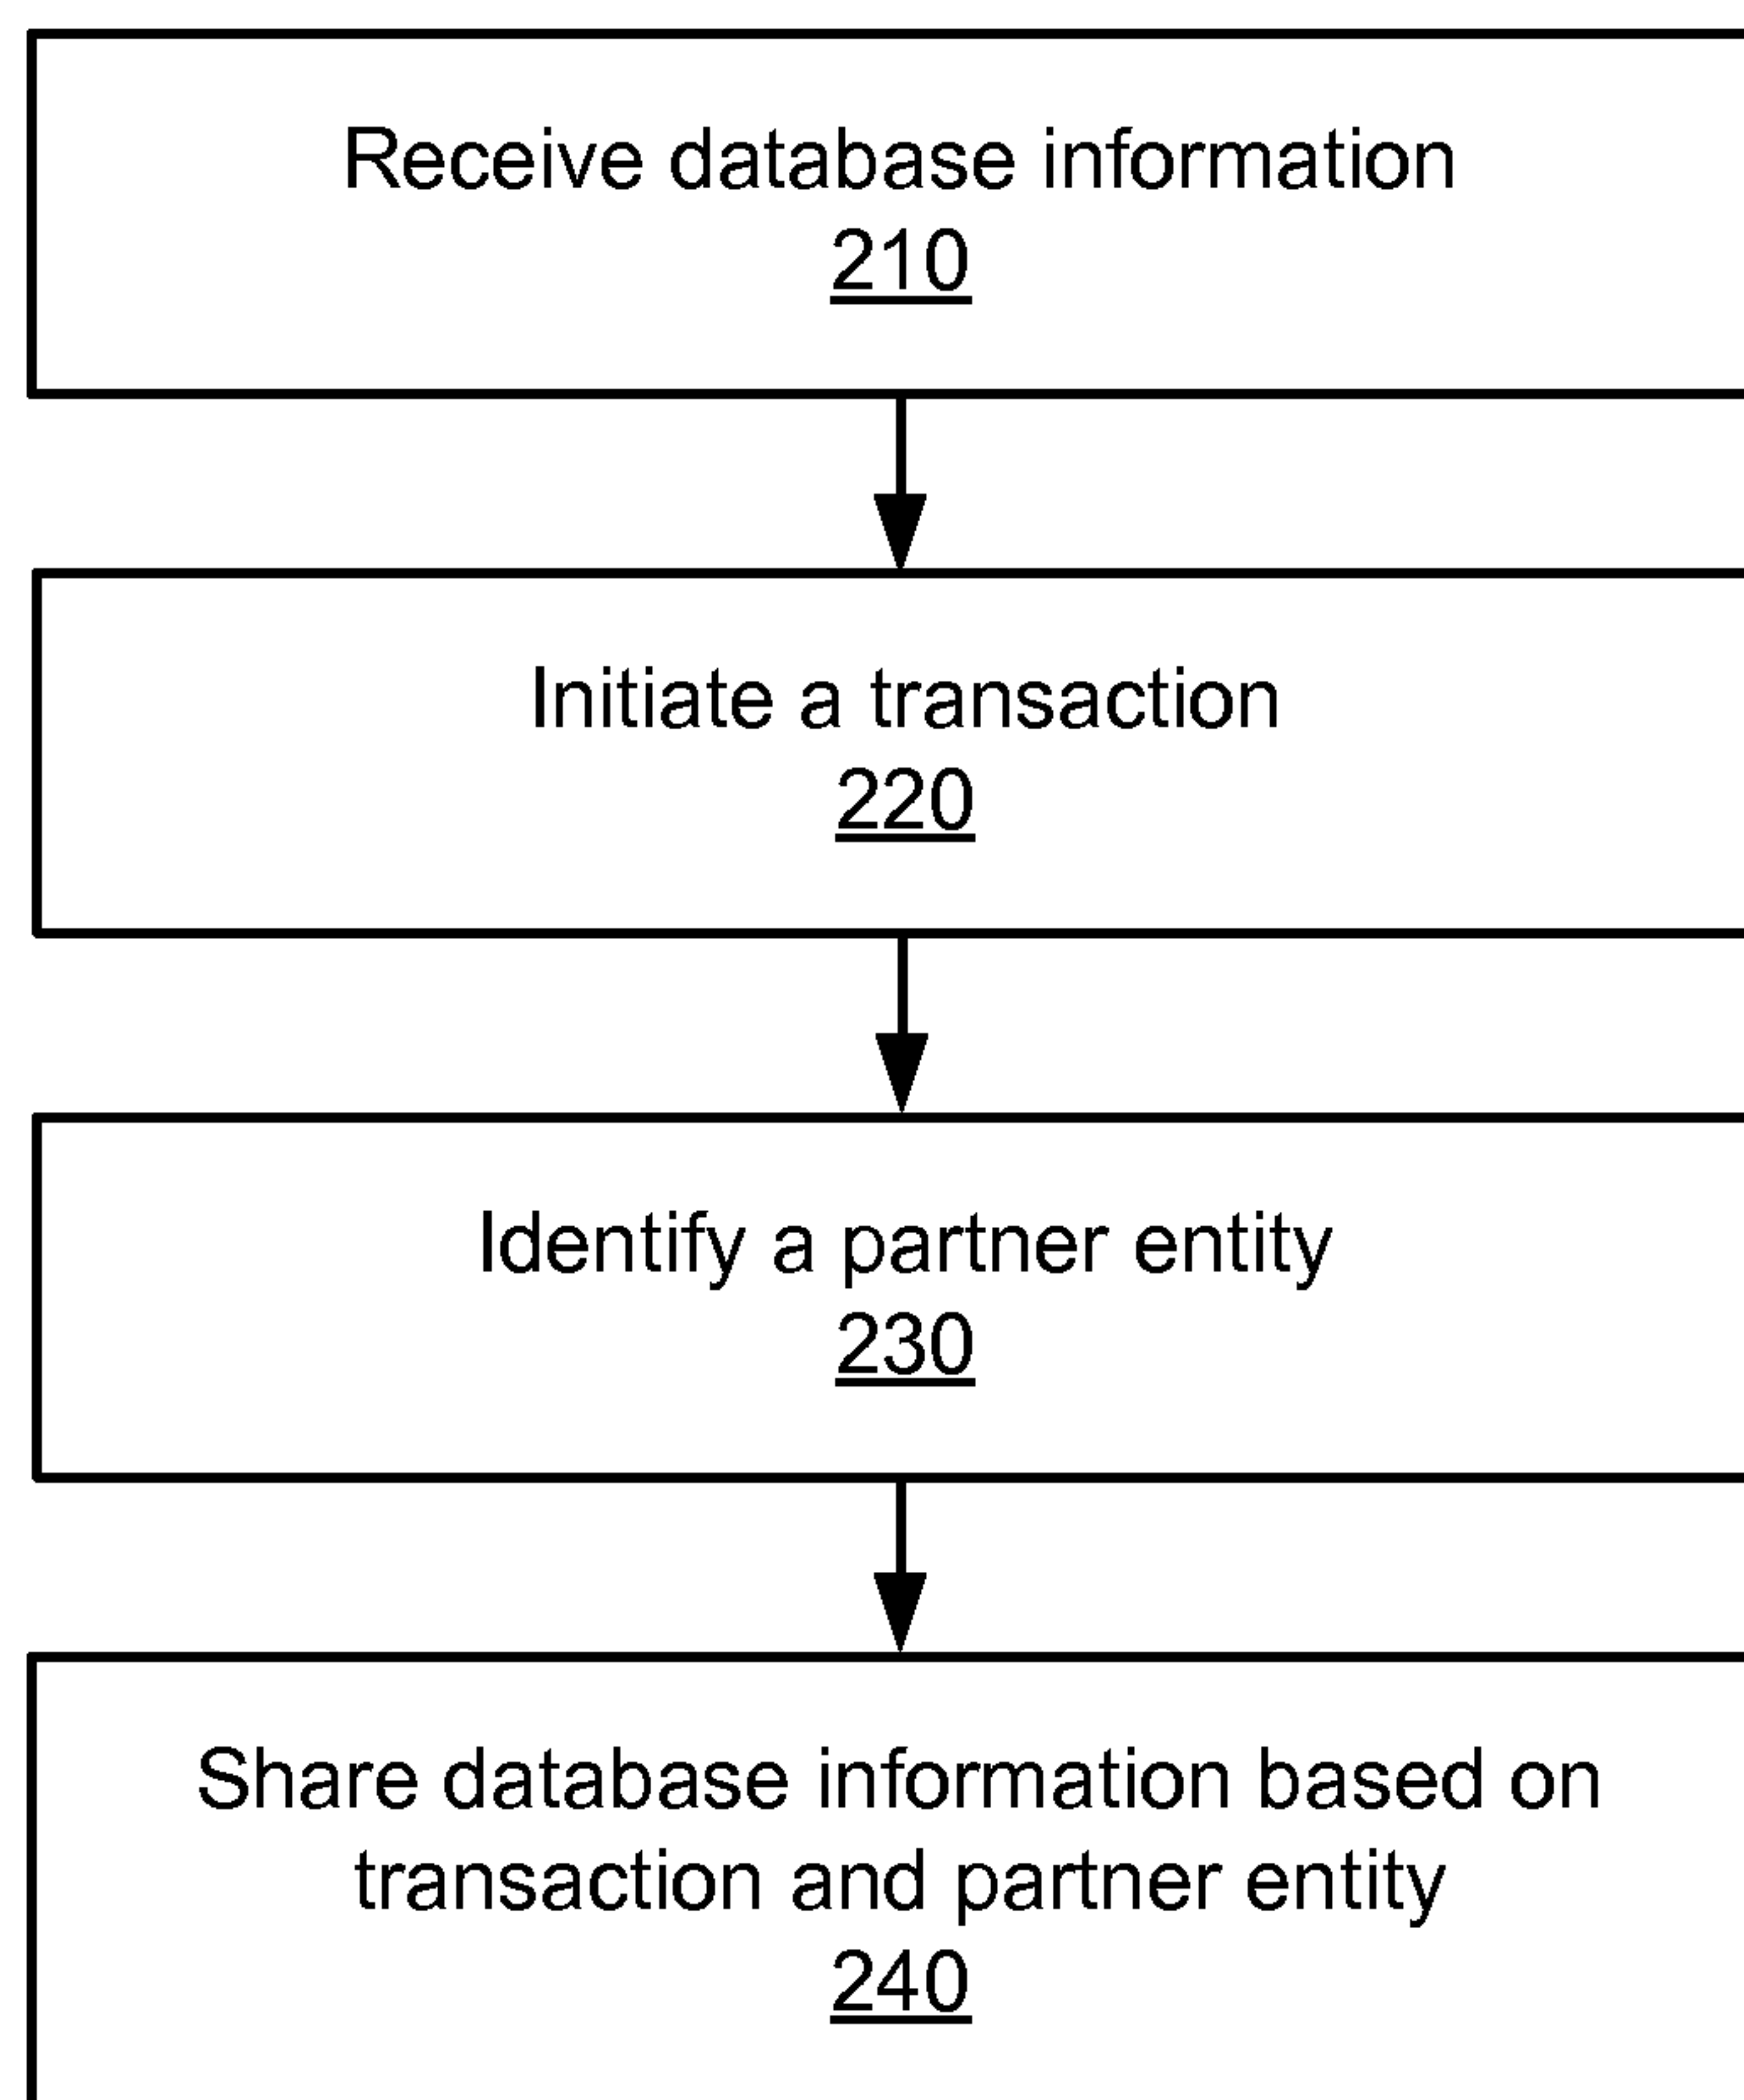 Receive database information
210
Initiate a transaction
220
Identify a partner entity
230
Share database information based on
transaction and partner entity
240